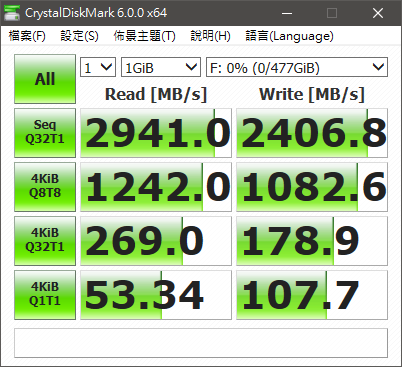 CrystalDiskMark 6.0.0 x64
檔案(F) 設定(S) 佈景主題(T) 說明(H) 語言(Language)
All 1 1GiB F: 0% (0/477GiB)
Read [MB/s] Write [MB/s]
Seq Q32T1 2941.0 2406.8
4KiB Q8T8 1242.0 1082.6
4KiB Q32T1 269.0 178.9
4KiB Q1T1 53.34 107.7